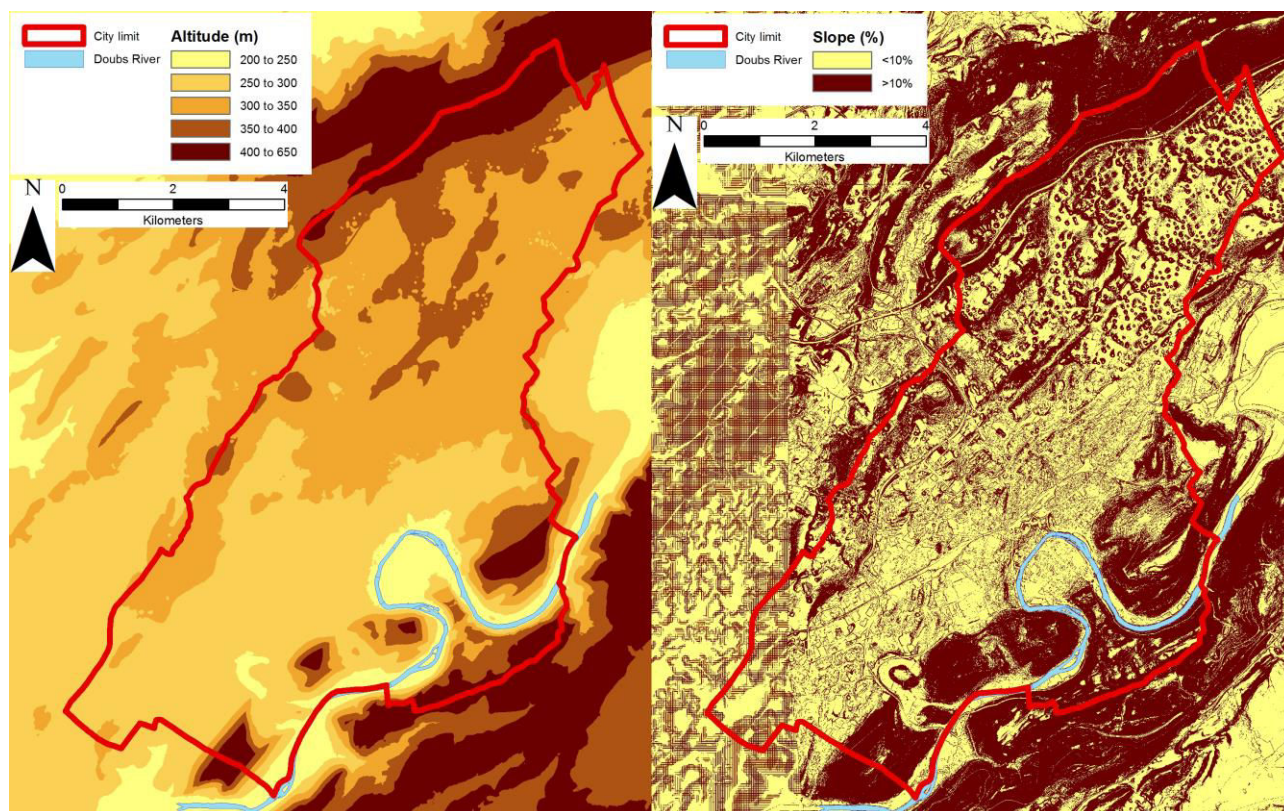 City limit
Doubs River
Altitude (m)
200 to 250
250 to 300
300 to 350
350 to 400
400 to 650
N
0 2 4
Kilometers
City limit
Doubs River
Slope (%)
<10%
>10%
N
0 2 4
Kilometers